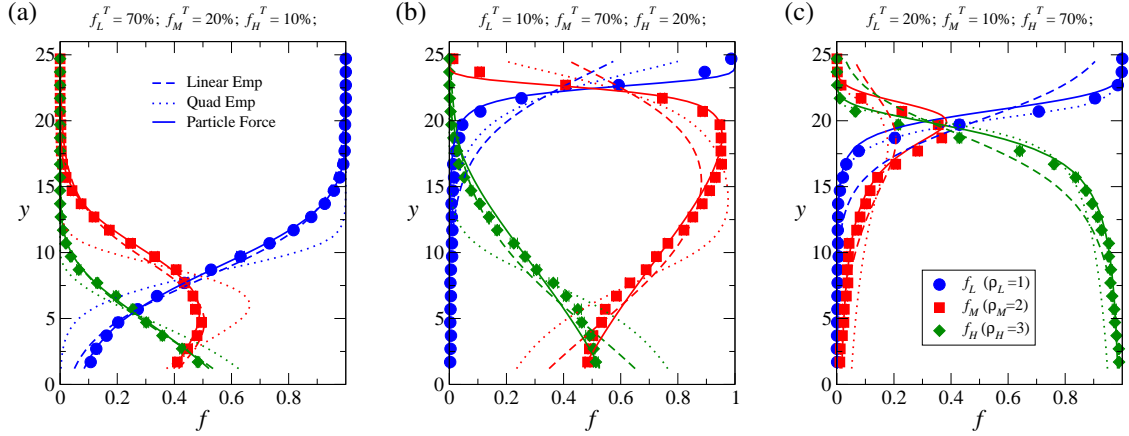 (a)
f_L^T = 70%; f_M^T = 20%; f_H^T = 10%;
25
20
15
10
5
0
y
Linear Emp
Quad Emp
Particle Force
0
0.2
0.4
0.6
0.8
f
(b)
f_L^T = 10%; f_M^T = 70%; f_H^T = 20%;
25
20
15
10
5
0
y
0
0.2
0.4
0.6
0.8
1
f
(c)
f_L^T = 20%; f_M^T = 10%; f_H^T = 70%;
25
20
15
10
5
0
y
f_L (ρ_L=1)
f_M (ρ_M=2)
f_H (ρ_H=3)
0
0.2
0.4
0.6
0.8
f